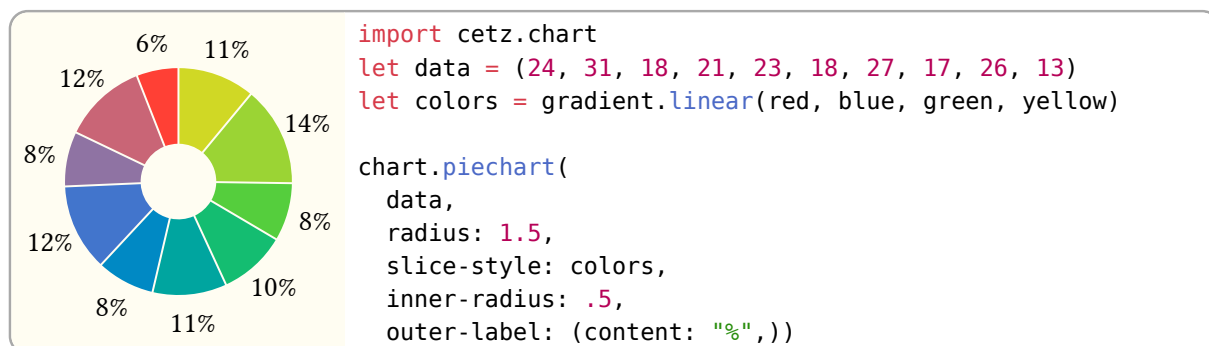 6%
11%
12%
14%
8%
8%
12%
10%
8%
11%
import cetz.chart
let data = (24, 31, 18, 21, 23, 18, 27, 17, 26, 13)
let colors = gradient.linear(red, blue, green, yellow)
chart.piechart(
  data,
  radius: 1.5,
  slice-style: colors,
  inner-radius: .5,
  outer-label: (content: "%",))